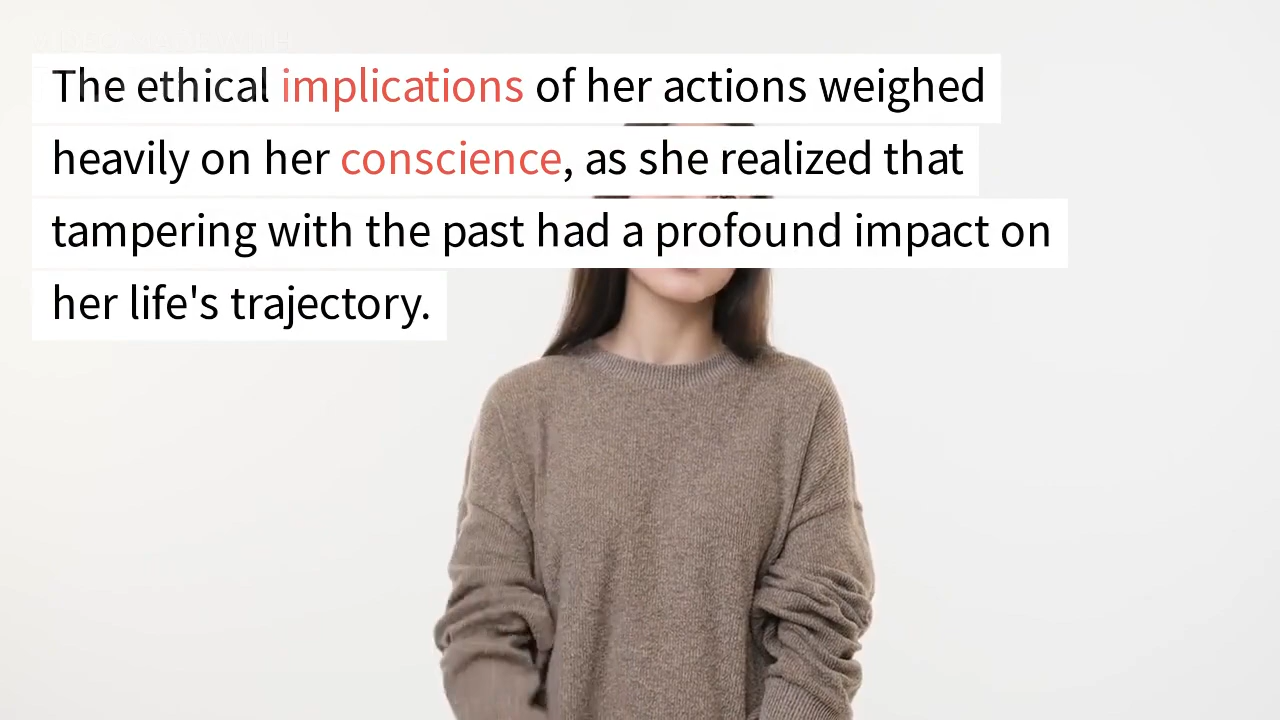 The ethical implications of her actions weighed
heavily on her conscience, as she realized that
tampering with the past had a profound impact on
her life's trajectory.